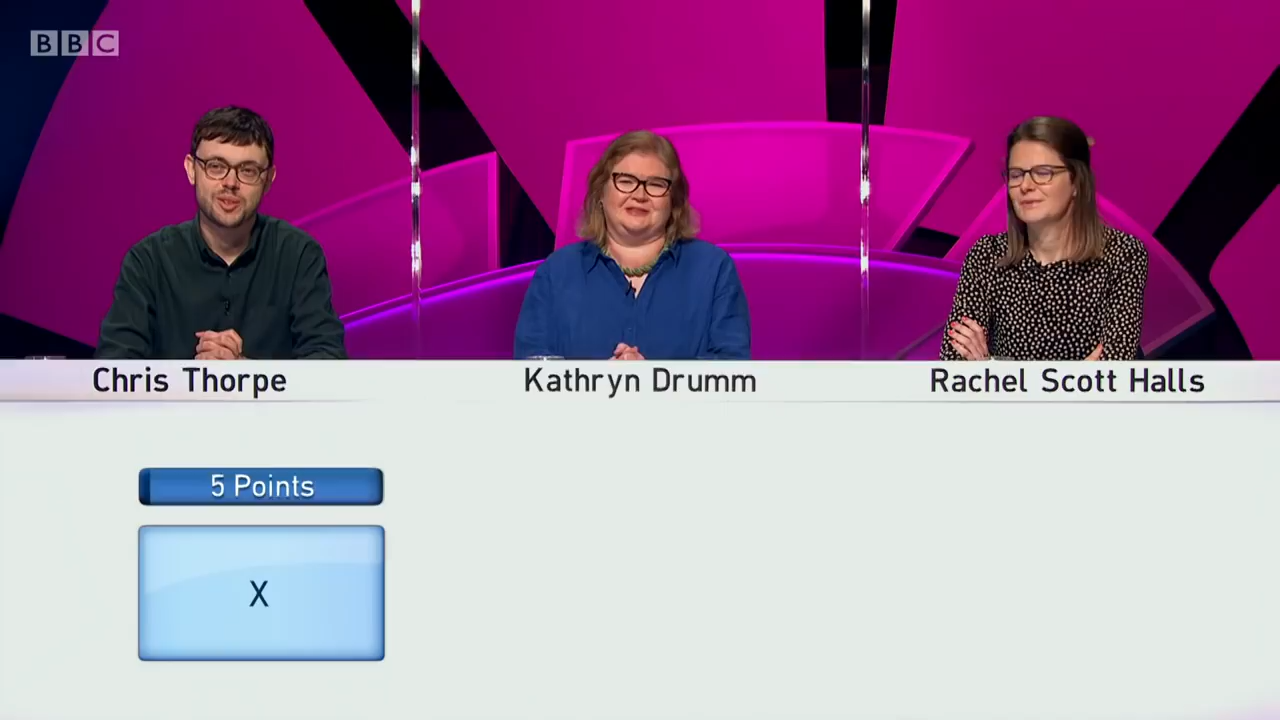 BBC
Chris Thorpe
Kathryn Drumm
Rachel Scott Halls
5 Points
X